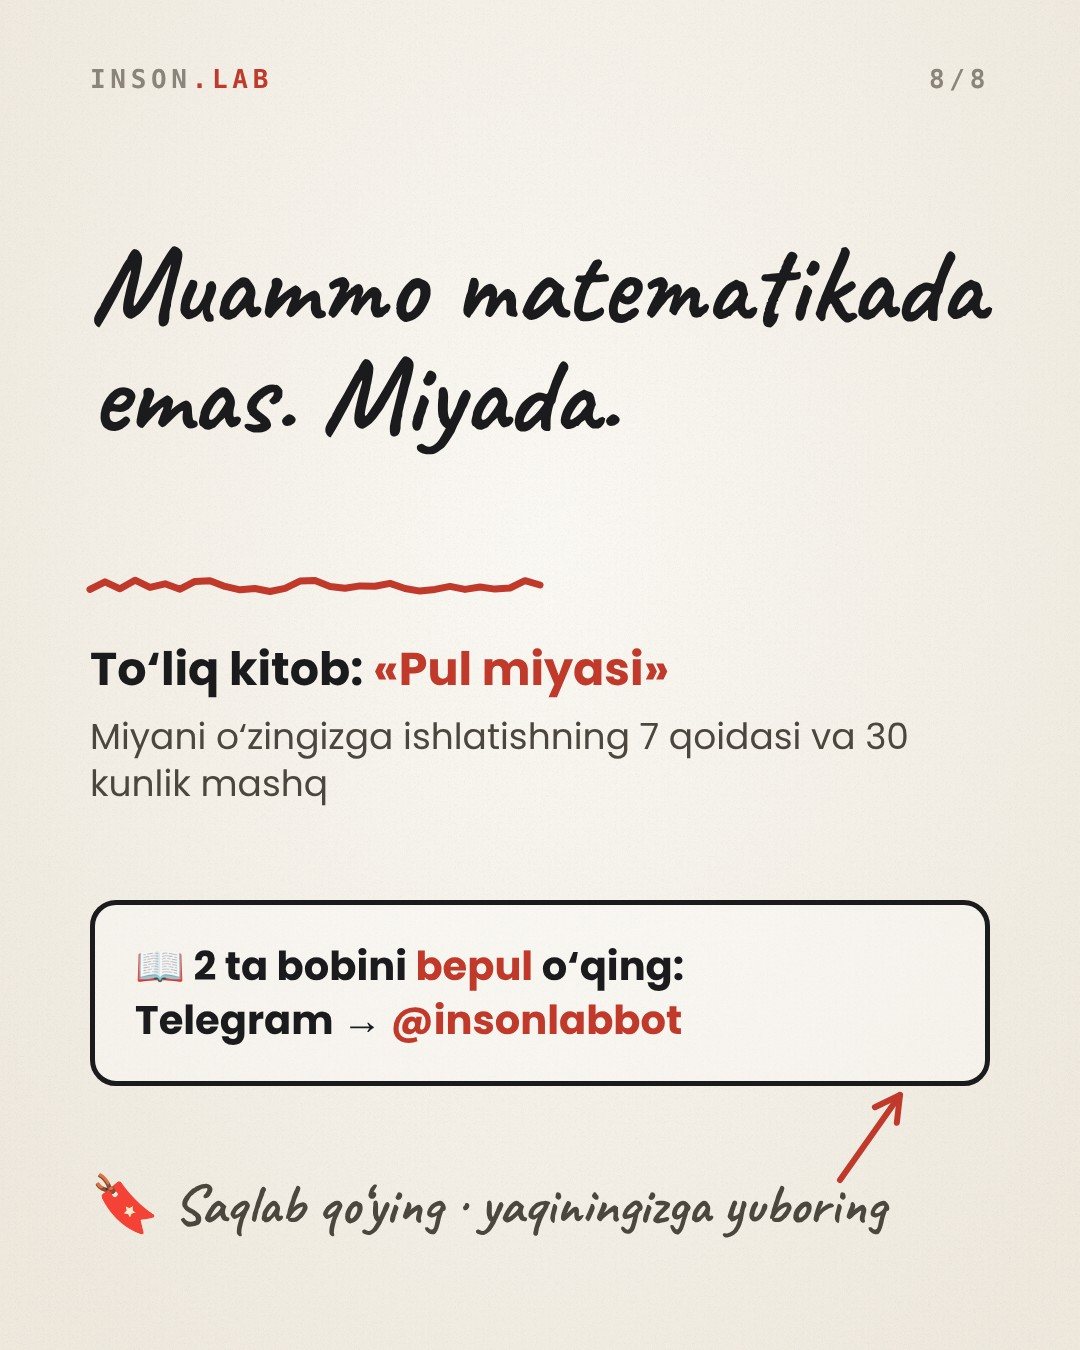 INSON.LAB
8/8
Muammo matematikada
emas. Miyada.
To‘liq kitob: «Pul miyasi»
Miyani o‘zingizga ishlatishning 7 qoidasi va 30
kunlik mashq
📖 2 ta bobini bepul o‘qing:
Telegram → @insonlabbot
🔖 Saqlab qo‘ying · yaqiningizga yuboring